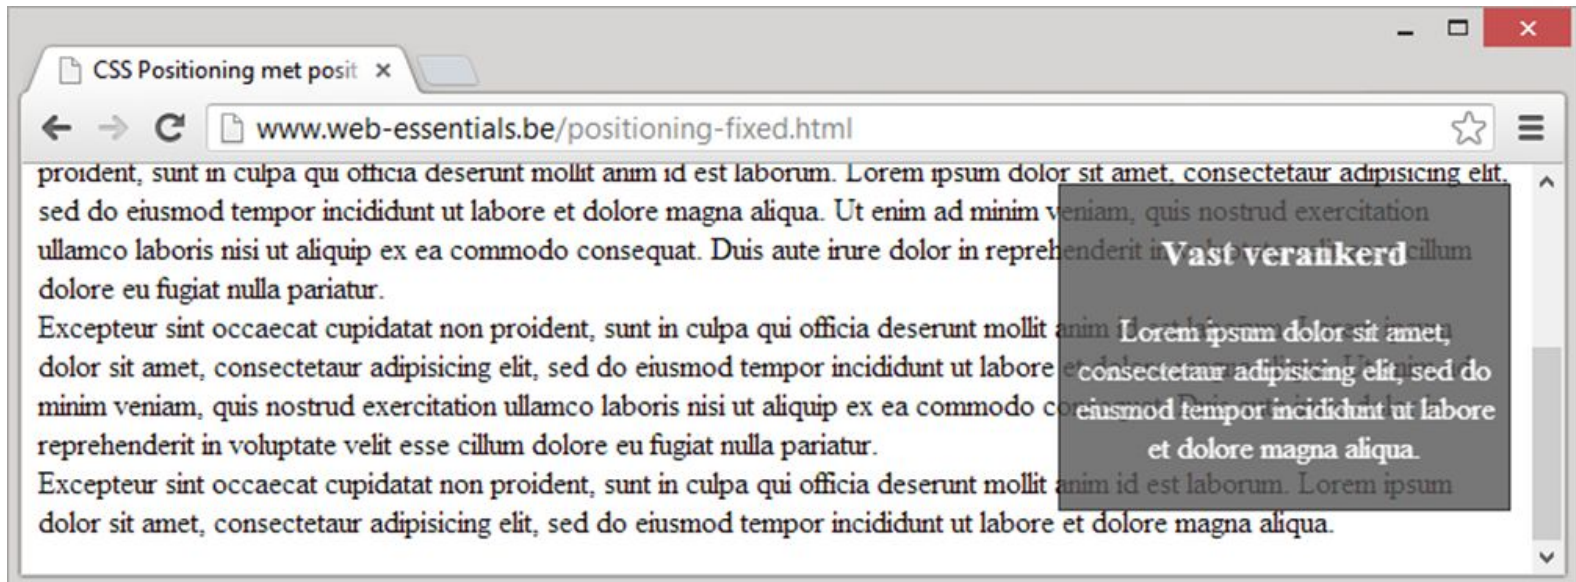 CSS Positioning met posit
www.web-essentials.be/positioning-fixed.html
proident, sunt in culpa qui officia deserunt mollit anim id est laborum. Lorem ipsum dolor sit amet, consectetaur adipisicing elit,
sed do eiusmod tempor incididunt ut labore et dolore magna aliqua. Ut enim ad minim veniam, quis nostrud exercitation
ullamco laboris nisi ut aliquip ex ea commodo consequat. Duis aute irure dolor in reprehenderit in cillum
dolore eu fugiat nulla pariatur.
Excepteur sint occaecat cupidatat non proident, sunt in culpa qui officia deserunt mollit anim
dolor sit amet, consectetaur adipisicing elit, sed do eiusmod tempor incididunt ut labore
minim veniam, quis nostrud exercitation ullamco laboris nisi ut aliquip ex ea commodo
reprehenderit in voluptate velit esse cillum dolore eu fugiat nulla pariatur.
Excepteur sint occaecat cupidatat non proident, sunt in culpa qui officia deserunt mollit anim id est laborum. Lorem ipsum
dolor sit amet, consectetaur adipisicing elit, sed do eiusmod tempor incididunt ut labore et dolore magna aliqua.
Vast verankerd
Lorem ipsum dolor sit amet,
consectetaur adipisicing elit, sed do
eiusmod tempor incididunt ut labore
et dolore magna aliqua.